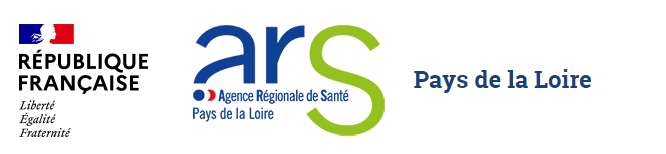 RÉPUBLIQUE
FRANÇAISE
Liberté
Égalité
Fraternité
ars
Agence Régionale de Santé
Pays de la Loire
Pays de la Loire